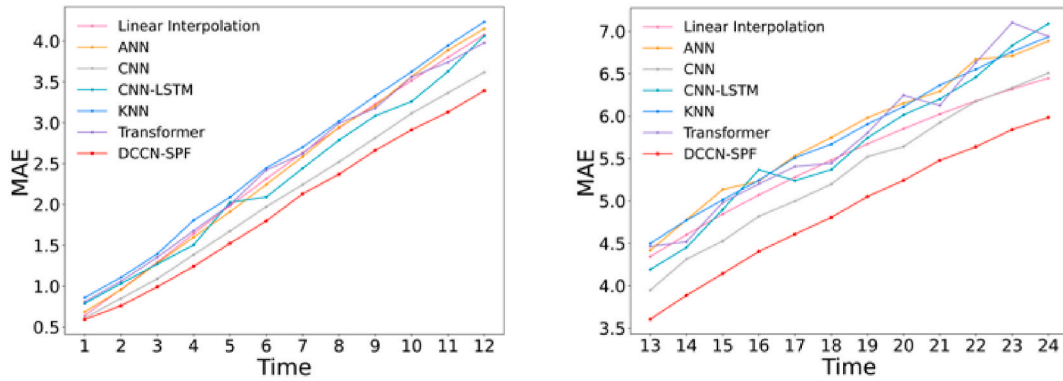 MAE
4.0
3.5
3.0
2.5
2.0
1.5
1.0
0.5
Linear Interpolation
ANN
CNN
CNN-LSTM
KNN
Transformer
DCCN-SPF
1 2 3 4 5 6 7 8 9 10 11 12
Time
MAE
7.0
6.5
6.0
5.5
5.0
4.5
4.0
3.5
Linear Interpolation
ANN
CNN
CNN-LSTM
KNN
Transformer
DCCN-SPF
13 14 15 16 17 18 19 20 21 22 23 24
Time